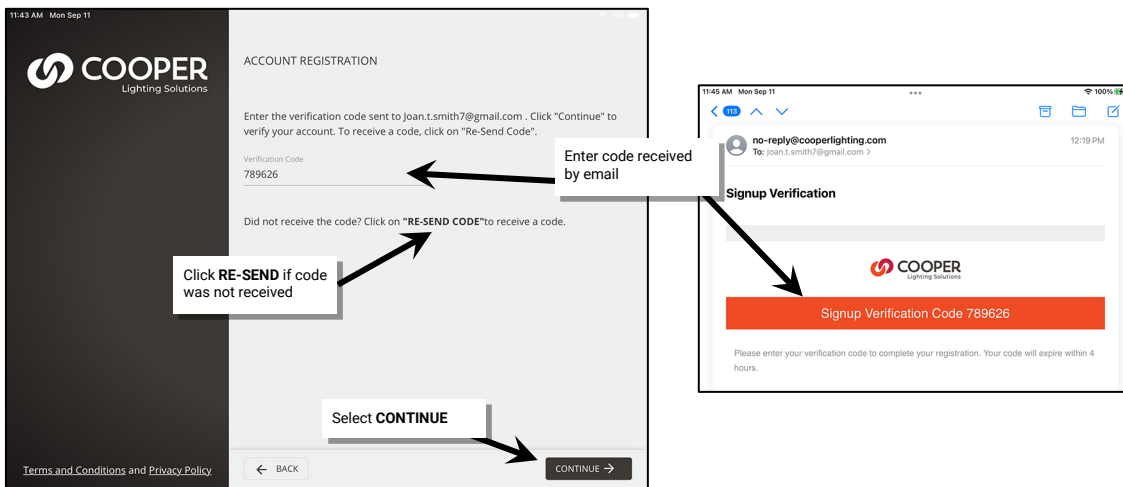 11:43 AM Mon Sep 11
COOPER
Lighting Solutions
ACCOUNT REGISTRATION
Enter the verification code sent to Joan.t.smith7@gmail.com . Click "Continue" to
verify your account. To receive a code, click on "Re-Send Code".
Verification Code
789626
Did not receive the code? Click on "RE-SEND CODE"to receive a code.
Click RE-SEND if code
was not received
Select CONTINUE
Terms and Conditions and Privacy Policy
BACK
CONTINUE
Enter code received
by email
11:45 AM Mon Sep 11
100%
113
no-reply@cooperlighting.com
12:19 PM
To: joan.t.smith7@gmail.com >
Signup Verification
COOPER
Lighting Solutions
Signup Verification Code 789626
Please enter your verification code to complete your registration. Your code will expire within 4
hours.